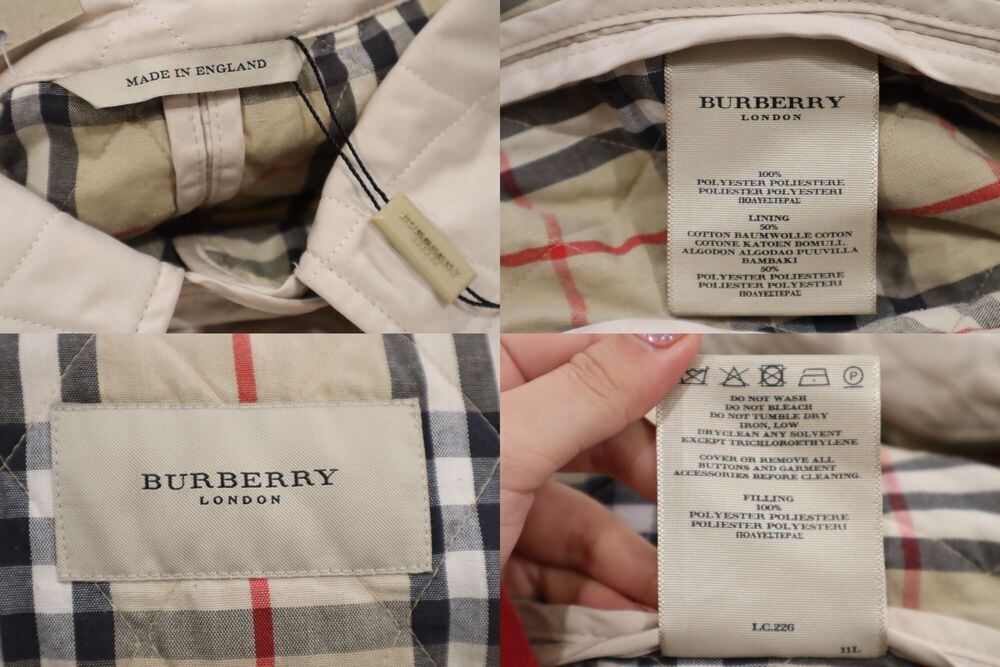 MADE IN ENGLAND
BURBERRY
BURBERRY
LONDON
100%
POLYESTER POLIESTERE
POLIESTER POLYESTERI
ΠΟΛΥΕΣΤΕΡΑΣ
LINING
50%
COTTON BAUMWOLLE COTON
COTONE KATOEN BOMULL
ALGODON ALGODAO PUUVILLA
BAMBAKI
50%
POLYESTER POLIESTERE
POLIESTER POLYESTERI
ΠΟΛΥΕΣΤΕΡΑΣ
BURBERRY
LONDON
DO NOT WASH
DO NOT BLEACH
DO NOT TUMBLE DRY
IRON, LOW
DRYCLEAN ANY SOLVENT
EXCEPT TRICHLOROETHYLENE
COVER OR REMOVE ALL
BUTTONS AND GARMENT
ACCESSORIES BEFORE CLEANING.
FILLING
100%
POLYESTER POLIESTERE
POLIESTER POLYESTERI
ΠΟΛΥΕΣΤΕΡΑΣ
I.C.226
11L